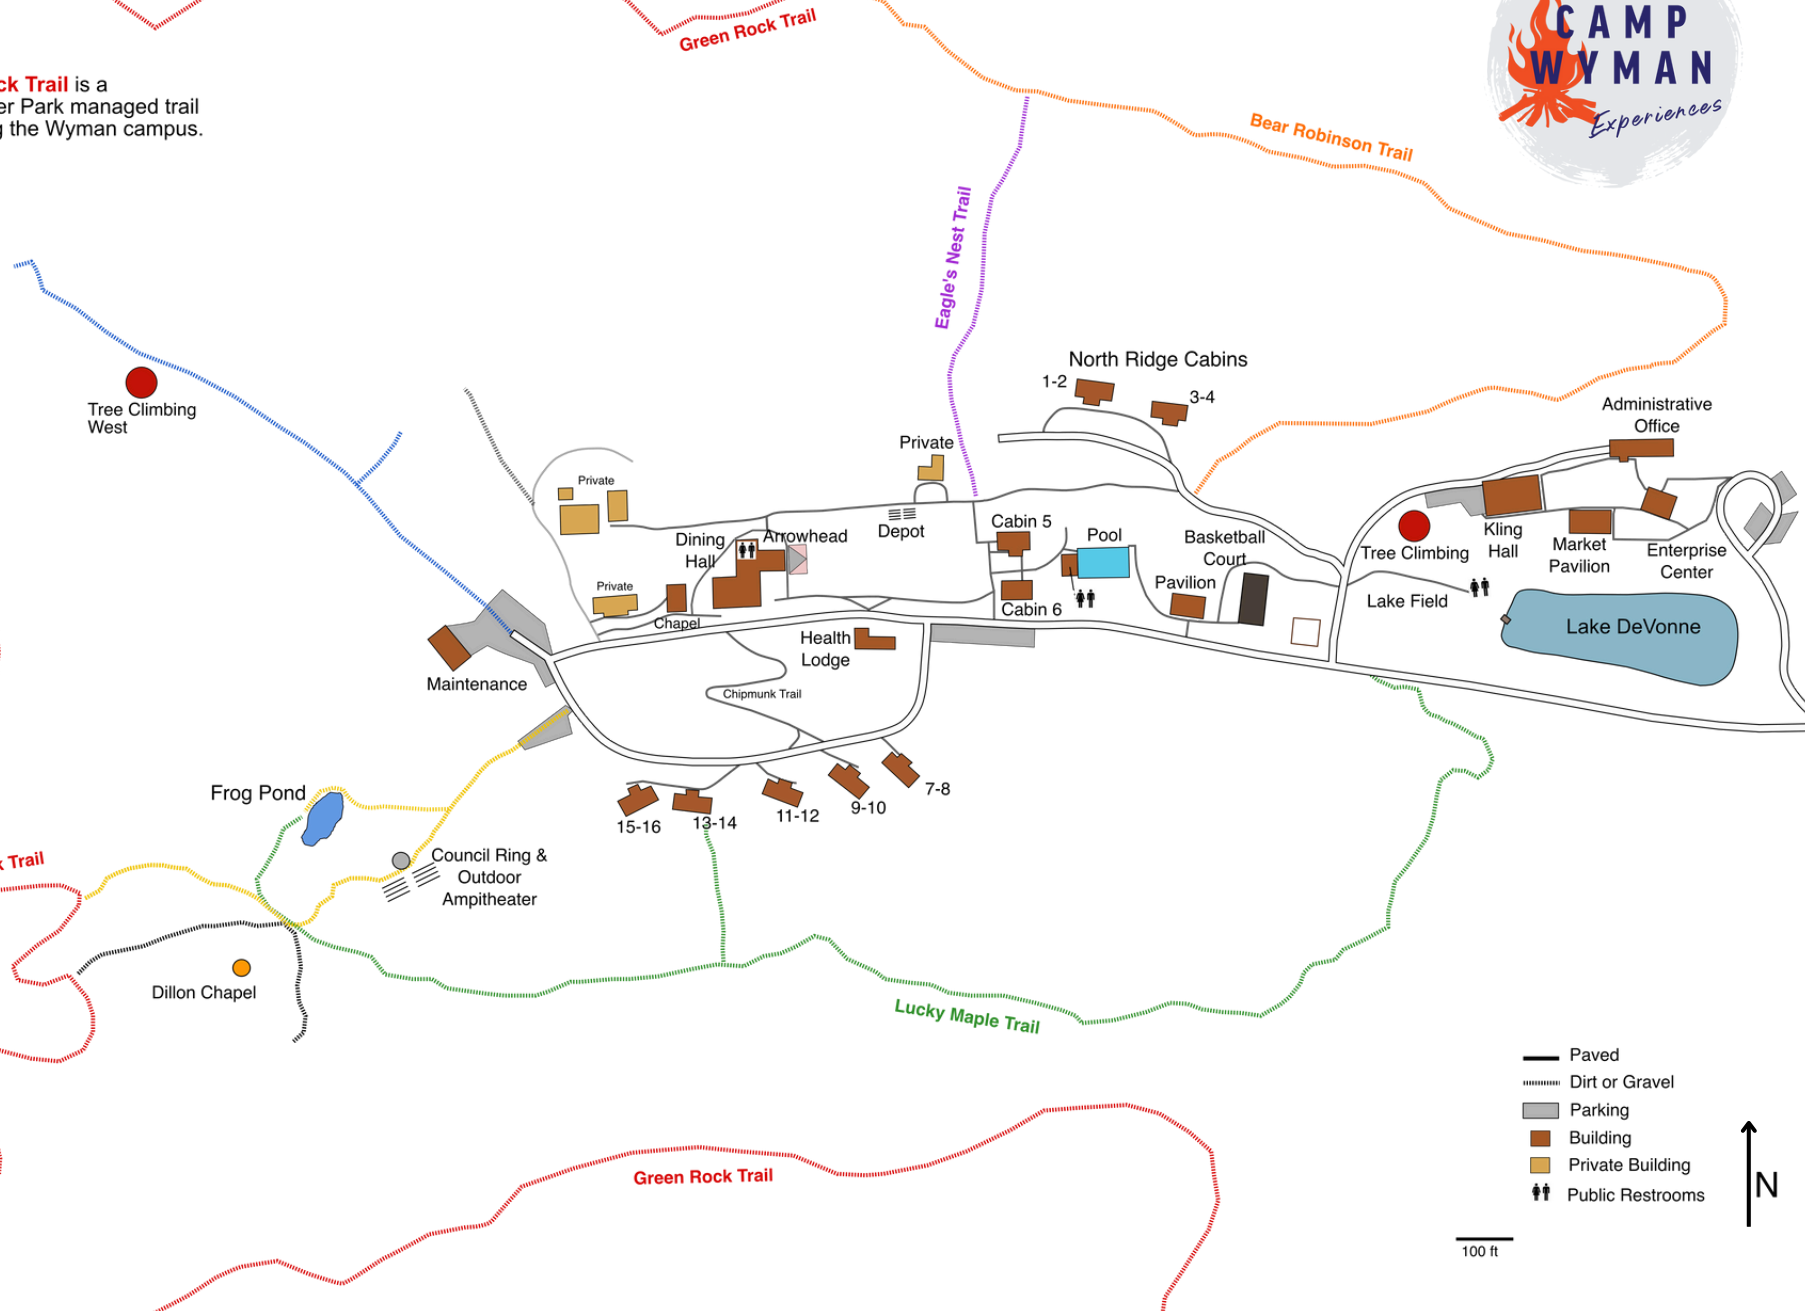 Green Rock Trail
CAMP
WYMAN
Experiences
ck Trail is a
er Park managed trail
g the Wyman campus.
Bear Robinson Trail
Eagle's Nest Trail
North Ridge Cabins
1-2
3-4
Tree Climbing
West
Administrative
Office
Private
Private
Depot
Cabin 5
Pool
Basketball
Court
Dining
Hall
Arrowhead
Kling
Hall
Tree Climbing
Market
Pavilion
Enterprise
Center
Private
Pavilion
Cabin 6
Lake Field
Chapel
Health
Lodge
Lake DeVonne
Maintenance
Chipmunk Trail
Frog Pond
7-8
9-10
11-12
13-14
15-16
k Trail
Council Ring &
Outdoor
Ampitheater
Dillon Chapel
Lucky Maple Trail
Paved
Dirt or Gravel
Parking
Building
Private Building
Public Restrooms
N
100 ft
Green Rock Trail